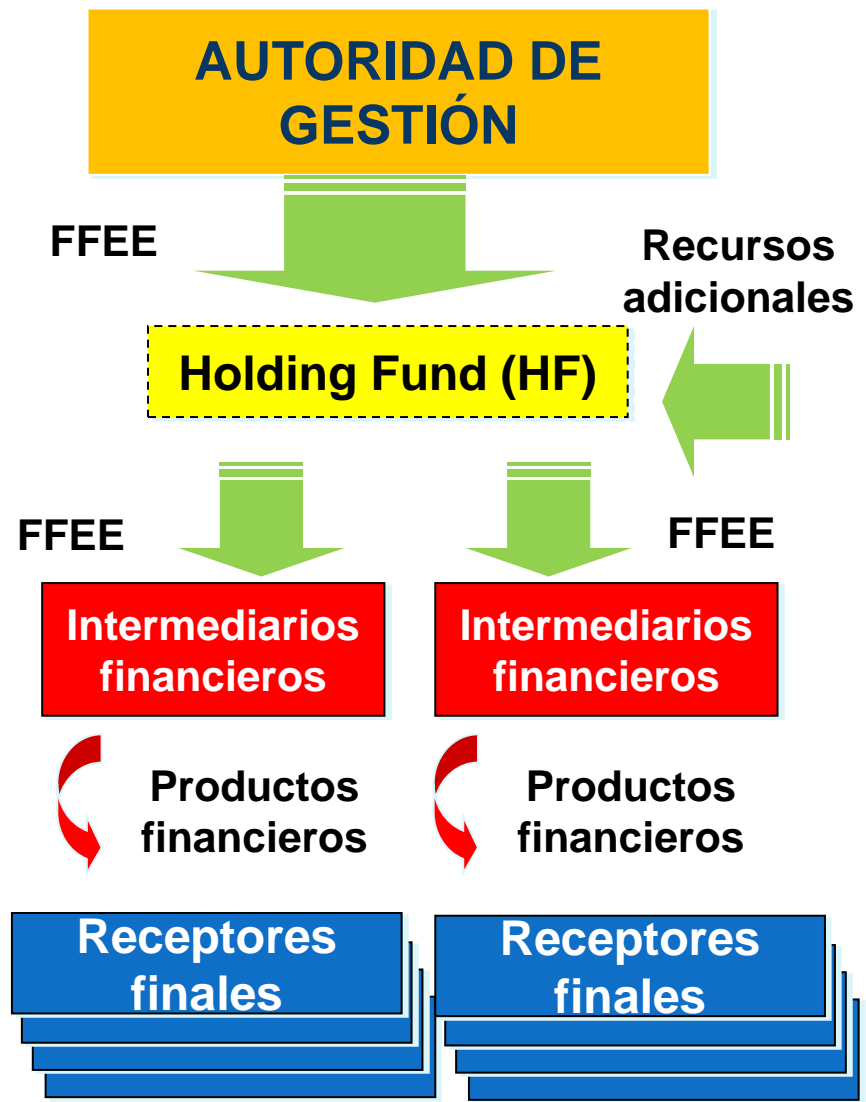 AUTORIDAD DE
GESTIÓN
FFEE
Recursos
adicionales
Holding Fund (HF)
FFEE
FFEE
Intermediarios
financieros
Intermediarios
financieros
Productos
financieros
Productos
financieros
Receptores
finales
Receptores
finales